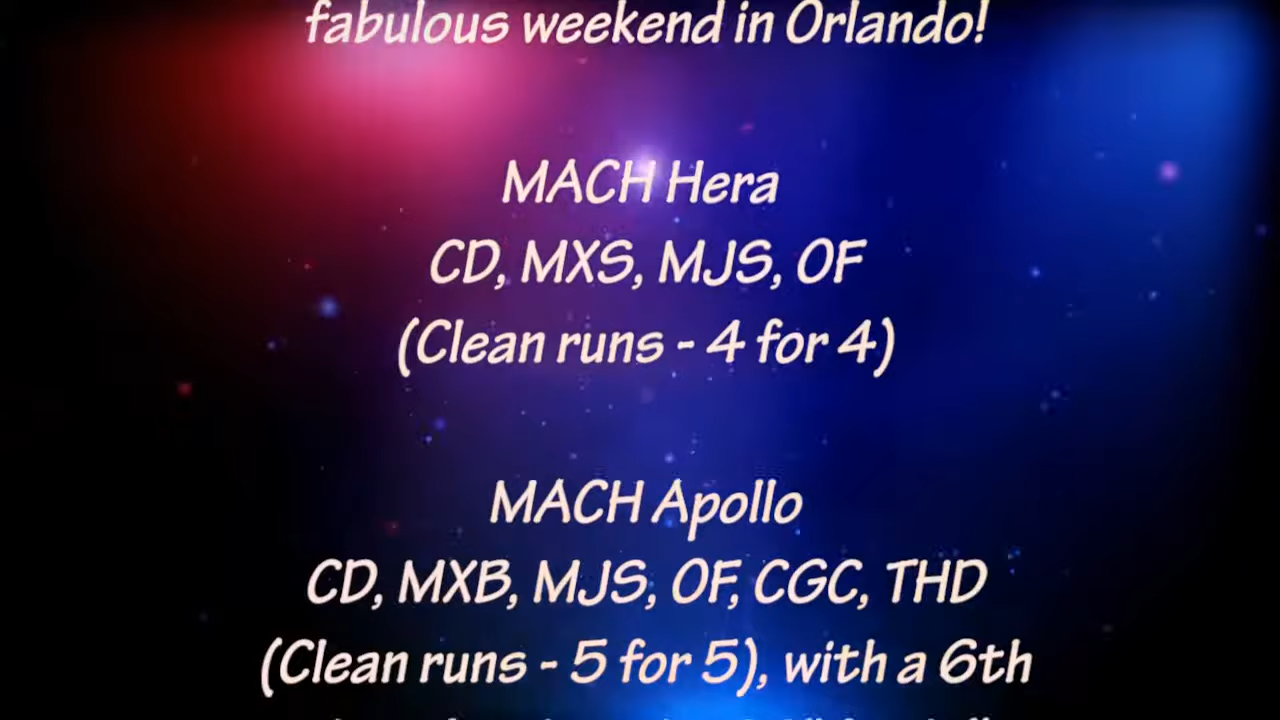 fabulous weekend in Orlando!
MACH Hera
CD, MXS, MJS, OF
(Clean runs - 4 for 4)
MACH Apollo
CD, MXB, MJS, OF, CGC, THD
(Clean runs - 5 for 5), with a 6th